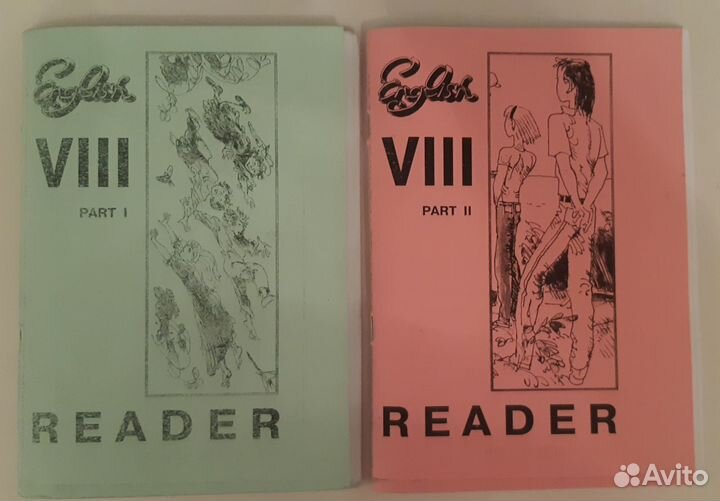 English
VIII
PART I
READER
English
VIII
PART II
READER
Avito